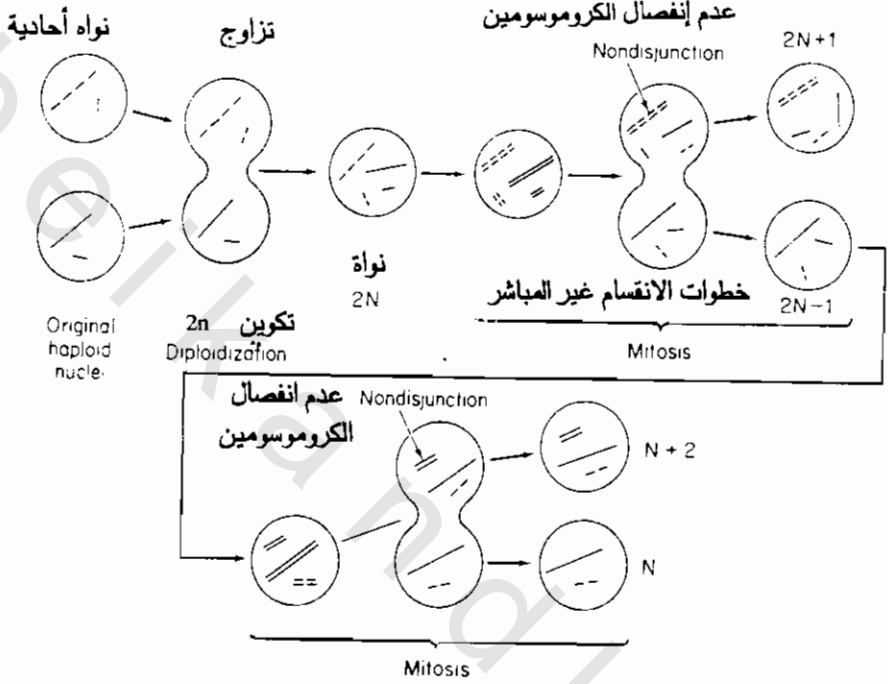 نواه أحادية
تزاوج
عدم إنفصال الكروموسومين
Nondisjunction
2N+1
نواة
2N
خطوات الانقسام غير المباشر
2N−1
Original
haploid
nuclei
تكوين 2n
Diploidization
Mitosis
عدم انفصال
الكروموسومين
Nondisjunction
N + 2
N
Mitosis